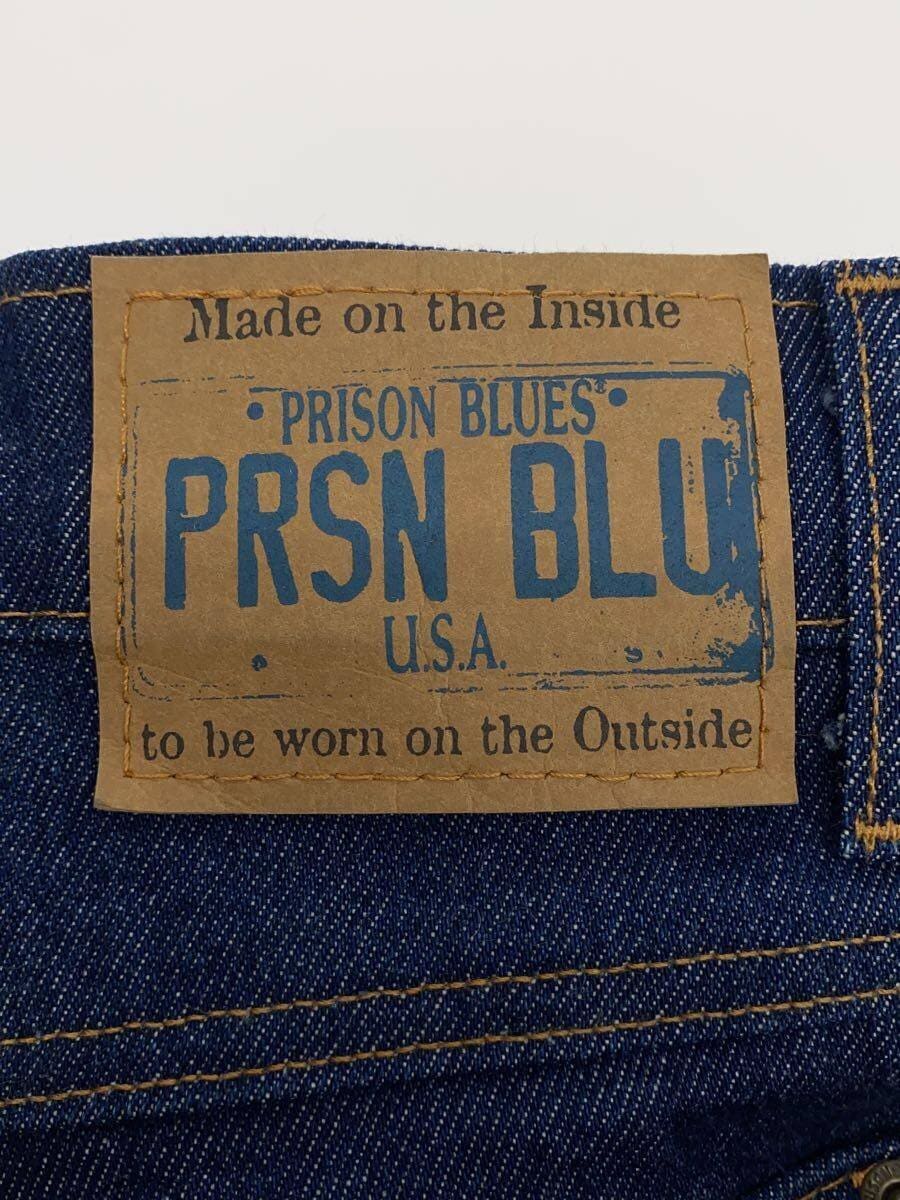 Made on the Inside
• PRISON BLUES® •
PRSN BLU
U.S.A.
to be worn on the Outside